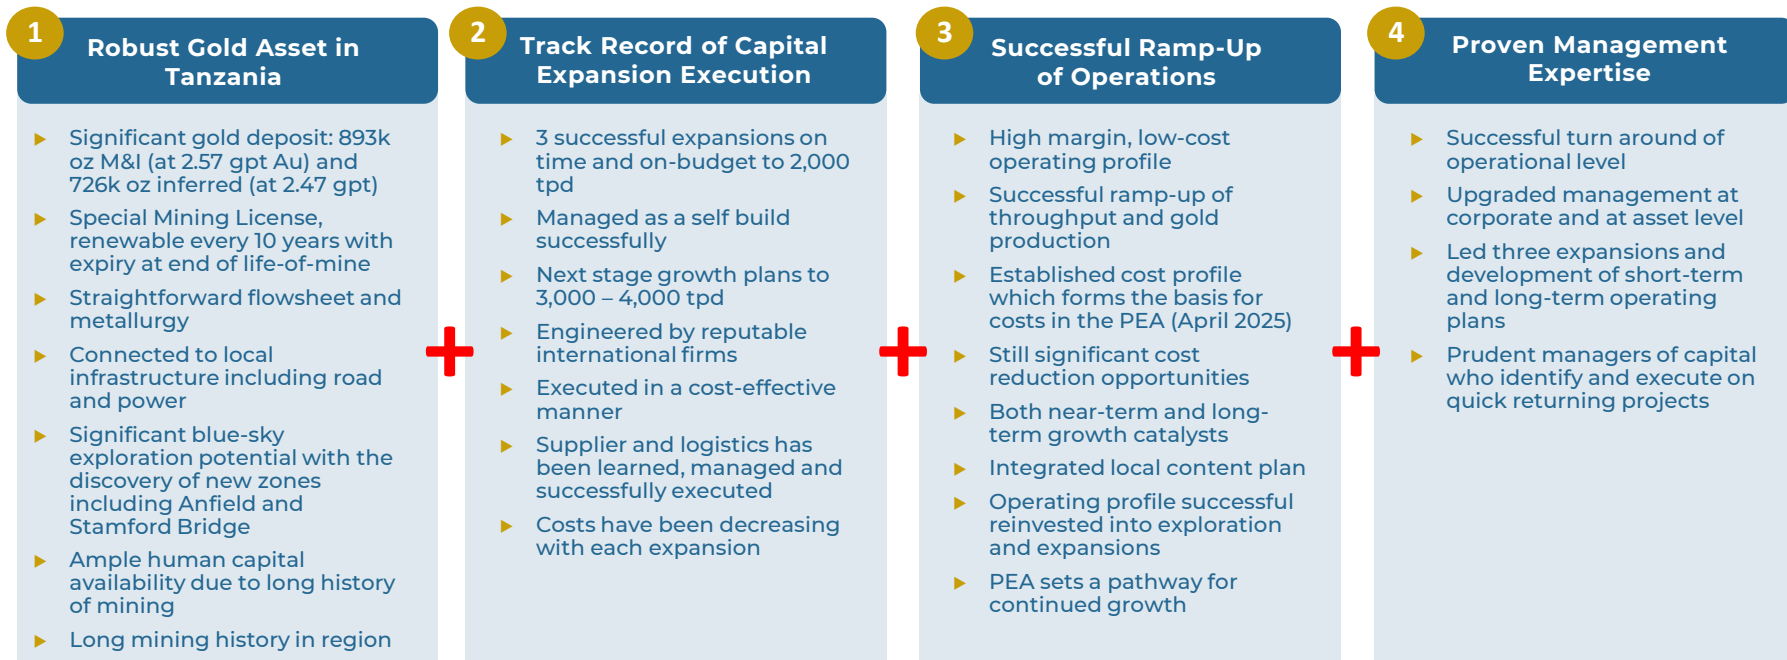 1
Robust Gold Asset in
Tanzania
Significant gold deposit: 893k
oz M&I (at 2.57 gpt Au) and
726k oz inferred (at 2.47 gpt)
Special Mining License,
renewable every 10 years with
expiry at end of life-of-mine
Straightforward flowsheet and
metallurgy
Connected to local
infrastructure including road
and power
Significant blue-sky
exploration potential with the
discovery of new zones
including Anfield and
Stamford Bridge
Ample human capital
availability due to long history
of mining
Long mining history in region
2
Track Record of Capital
Expansion Execution
3 successful expansions on
time and on-budget to 2,000
tpd
Managed as a self build
successfully
Next stage growth plans to
3,000 – 4,000 tpd
Engineered by reputable
international firms
Executed in a cost-effective
manner
Supplier and logistics has
been learned, managed and
successfully executed
Costs have been decreasing
with each expansion
3
Successful Ramp-Up
of Operations
High margin, low-cost
operating profile
Successful ramp-up of
throughput and gold
production
Established cost profile
which forms the basis for
costs in the PEA (April 2025)
Still significant cost
reduction opportunities
Both near-term and long-
term growth catalysts
Integrated local content plan
Operating profile successful
reinvested into exploration
and expansions
PEA sets a pathway for
continued growth
4
Proven Management
Expertise
Successful turn around of
operational level
Upgraded management at
corporate and at asset level
Led three expansions and
development of short-term
and long-term operating
plans
Prudent managers of capital
who identify and execute on
quick returning projects